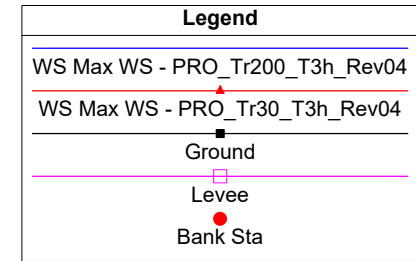 Legend
WS Max WS - PRO_Tr200_T3h_Rev04
WS Max WS - PRO_Tr30_T3h_Rev04
Ground
Levee
Bank Sta